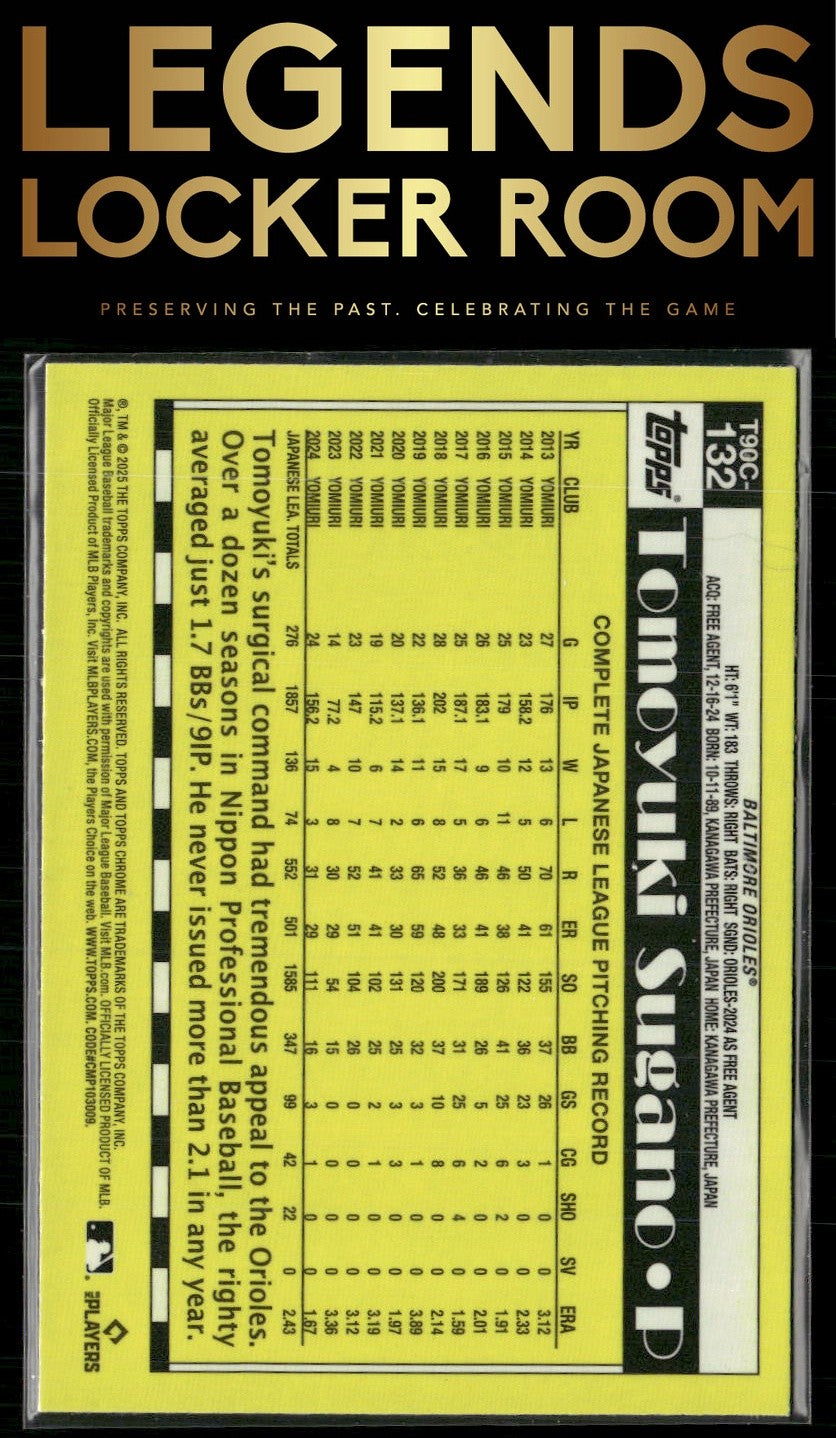 LEGENDS
LOCKER ROOM
PRESERVING THE PAST. CELEBRATING THE GAME
T90C-
132
BALTIMORE ORIOLES®
HT: 6'1" WT: 183 THROWS: RIGHT BATS: RIGHT SGND: ORIOLES-2024 AS FREE AGENT
ACQ: FREE AGENT, 12-16-24 BORN: 10-11-89, KANAGAWA PREFECTURE, JAPAN HOME: KANAGAWA PREFECTURE, JAPAN
topps® Tomoyuki Sugano • P
COMPLETE JAPANESE LEAGUE PITCHING RECORD
YR CLUB G IP W L R ER SO BB GS CG SHO SV ERA
2013 YOMIURI 27 176 13 6 70 61 155 37 26 1 0 0 3.12
2014 YOMIURI 23 158.2 12 5 50 41 122 36 23 3 0 0 2.33
2015 YOMIURI 25 179 10 11 46 38 126 41 25 6 2 0 1.91
2016 YOMIURI 26 183.1 9 6 46 41 189 26 5 2 0 0 2.01
2017 YOMIURI 25 187.1 17 5 36 33 171 31 25 6 4 0 1.59
2018 YOMIURI 28 202 15 8 52 48 200 37 10 8 0 0 2.14
2019 YOMIURI 22 136.1 11 6 65 59 120 32 3 1 0 0 3.89
2020 YOMIURI 20 137.1 14 2 33 30 131 25 3 3 0 0 1.97
2021 YOMIURI 19 115.2 6 7 41 41 102 25 2 1 0 0 3.19
2022 YOMIURI 23 147 10 7 52 51 104 26 0 0 0 0 3.12
2023 YOMIURI 14 77.2 4 8 30 29 54 15 0 0 0 0 3.36
2024 YOMIURI 24 156.2 15 3 31 29 111 16 3 1 0 0 1.67
JAPANESE LEA. TOTALS 276 1857 136 74 552 501 1585 347 99 42 22 0 2.43
Tomoyuki's surgical command had tremendous appeal to the Orioles.
Over a dozen seasons in Nippon Professional Baseball, the righty
averaged just 1.7 BBs/9IP. He never issued more than 2.1 in any year.
®, TM & © 2025 THE TOPPS COMPANY, INC. ALL RIGHTS RESERVED. TOPPS AND TOPPS CHROME ARE TRADEMARKS OF THE TOPPS COMPANY, INC.
Major League Baseball trademarks and copyrights are used with permission of Major League Baseball. Visit MLB.com. OFFICIALLY LICENSED PRODUCT OF MLB
Officially Licensed Product of MLB Players, Inc. Visit MLBPLAYERS.COM, the Players Choice on the web. WWW.TOPPS.COM. CODE#CMP103009.
MLB PLAYERS